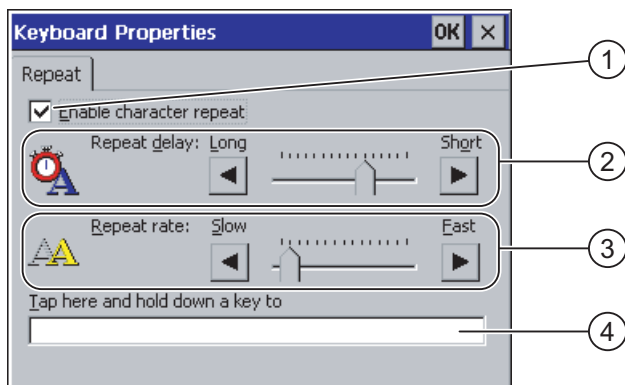 Keyboard Properties OK ×
1
Repeat
Enable character repeat
Repeat delay: Long Short
2
Repeat rate: Slow Fast
3
Tap here and hold down a key to
4